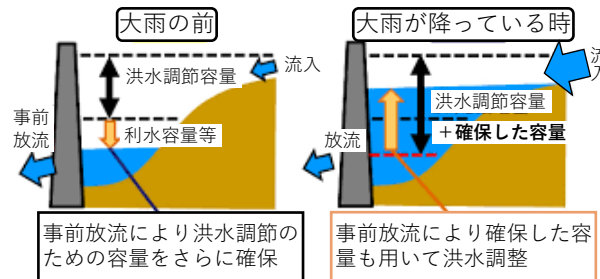 大雨の前
洪水調節容量
流入
事前
放流
利水容量等
事前放流により洪水調節の
ための容量をさらに確保
大雨が降っている時
流
入
洪水調節容量
＋確保した容量
放流
事前放流により確保した容
量も用いて洪水調整